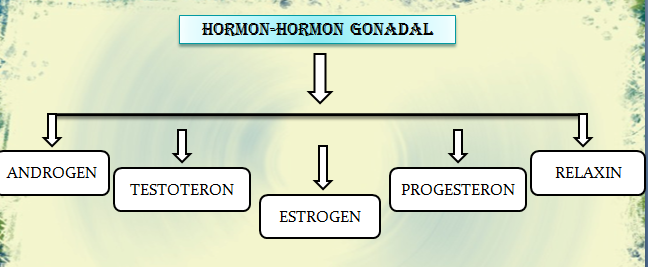 HORMON-HORMON GONADAL
ANDROGEN
TESTOTERON
ESTROGEN
PROGESTERON
RELAXIN